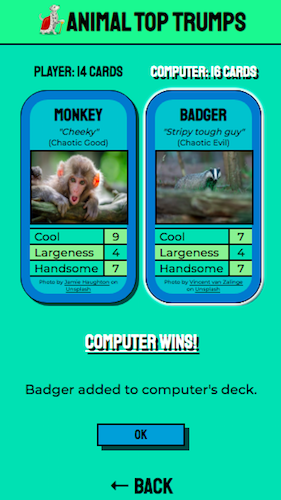 ANIMAL TOP TRUMPS
PLAYER: 14 CARDS
COMPUTER: 16 CARDS
MONKEY
"Cheeky"
(Chaotic Good)
Cool 9
Largeness 4
Handsome 7
Photo by Jamie Haughton on
Unsplash
BADGER
"Stripy tough guy"
(Chaotic Evil)
Cool 7
Largeness 4
Handsome 7
Photo by Vincent van Zalinge
on Unsplash
COMPUTER WINS!
Badger added to computer's deck.
OK
← BACK